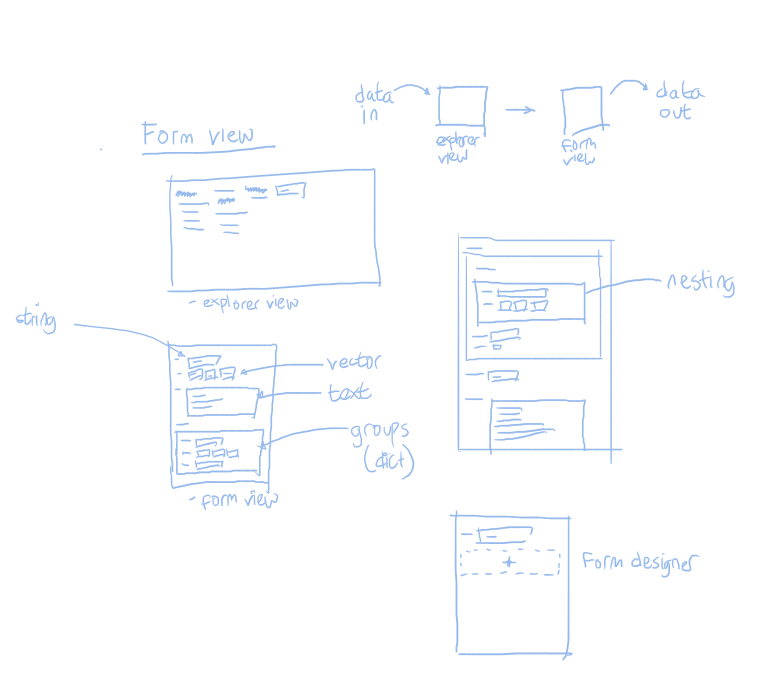 data
in
explorer
view
form
view
data
out
Form view
- explorer view
nesting
string
vector
text
groups
(dict)
- form view
Form designer